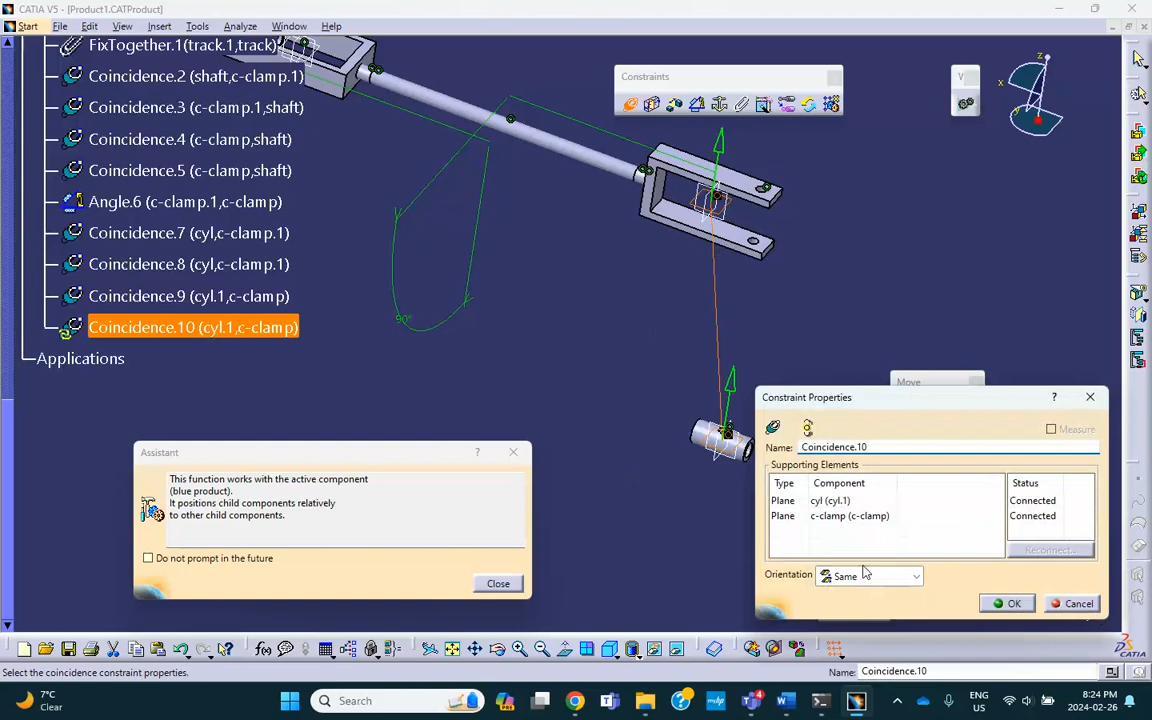 CATIA V5 - [Product1.CATProduct]
Start File Edit View Insert Tools Analyze Window Help
FixTogether.1(track.1,track)
Coincidence.2 (shaft,c-clamp.1)
Coincidence.3 (c-clamp.1,shaft)
Coincidence.4 (c-clamp,shaft)
Coincidence.5 (c-clamp,shaft)
Angle.6 (c-clamp.1,c-clamp)
Coincidence.7 (cyl,c-clamp.1)
Coincidence.8 (cyl,c-clamp.1)
Coincidence.9 (cyl.1,c-clamp)
Coincidence.10 (cyl.1,c-clamp)
Applications
Constraints
V
z
x
y
90°
Move
Assistant ?
This function works with the active component
(blue product).
It positions child components relatively
to other child components.
Do not prompt in the future
Close
Constraint Properties ?
Measure
Name: Coincidence.10
Supporting Elements
Type Component Status
Plane cyl (cyl.1) Connected
Plane c-clamp (c-clamp) Connected
Reconnect...
Orientation Same
OK Cancel
CATIA
Select the coincidence constraint properties. Name: Coincidence.10
7°C
Clear
Search
ENG
US
8:24 PM
2024-02-26